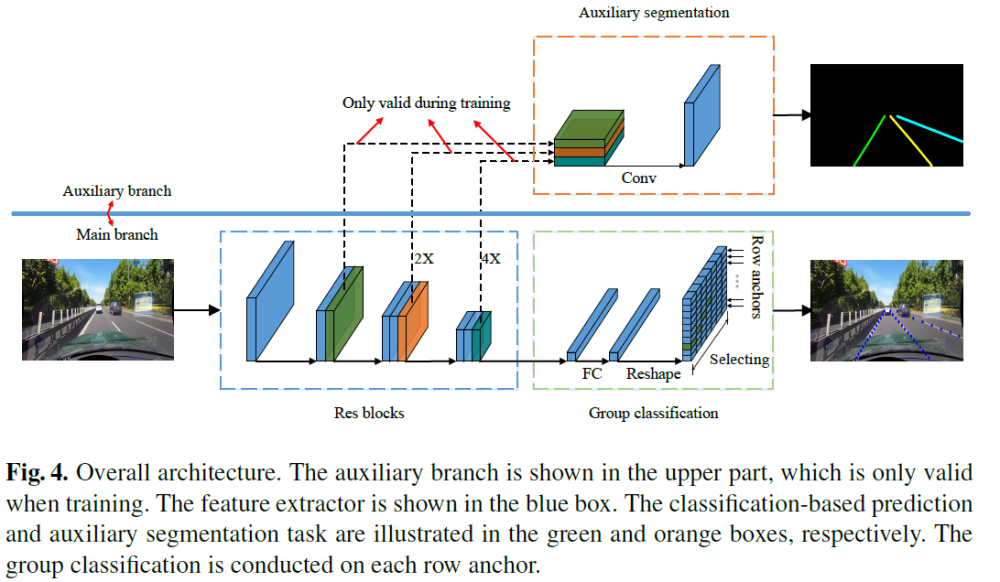 Auxiliary segmentation
Only valid during training
Conv
Auxiliary branch
Main branch
2X
4X
Row anchors
...
Selecting
FC
Reshape
Res blocks
Group classification
Fig. 4. Overall architecture. The auxiliary branch is shown in the upper part, which is only valid
when training. The feature extractor is shown in the blue box. The classification-based prediction
and auxiliary segmentation task are illustrated in the green and orange boxes, respectively. The
group classification is conducted on each row anchor.